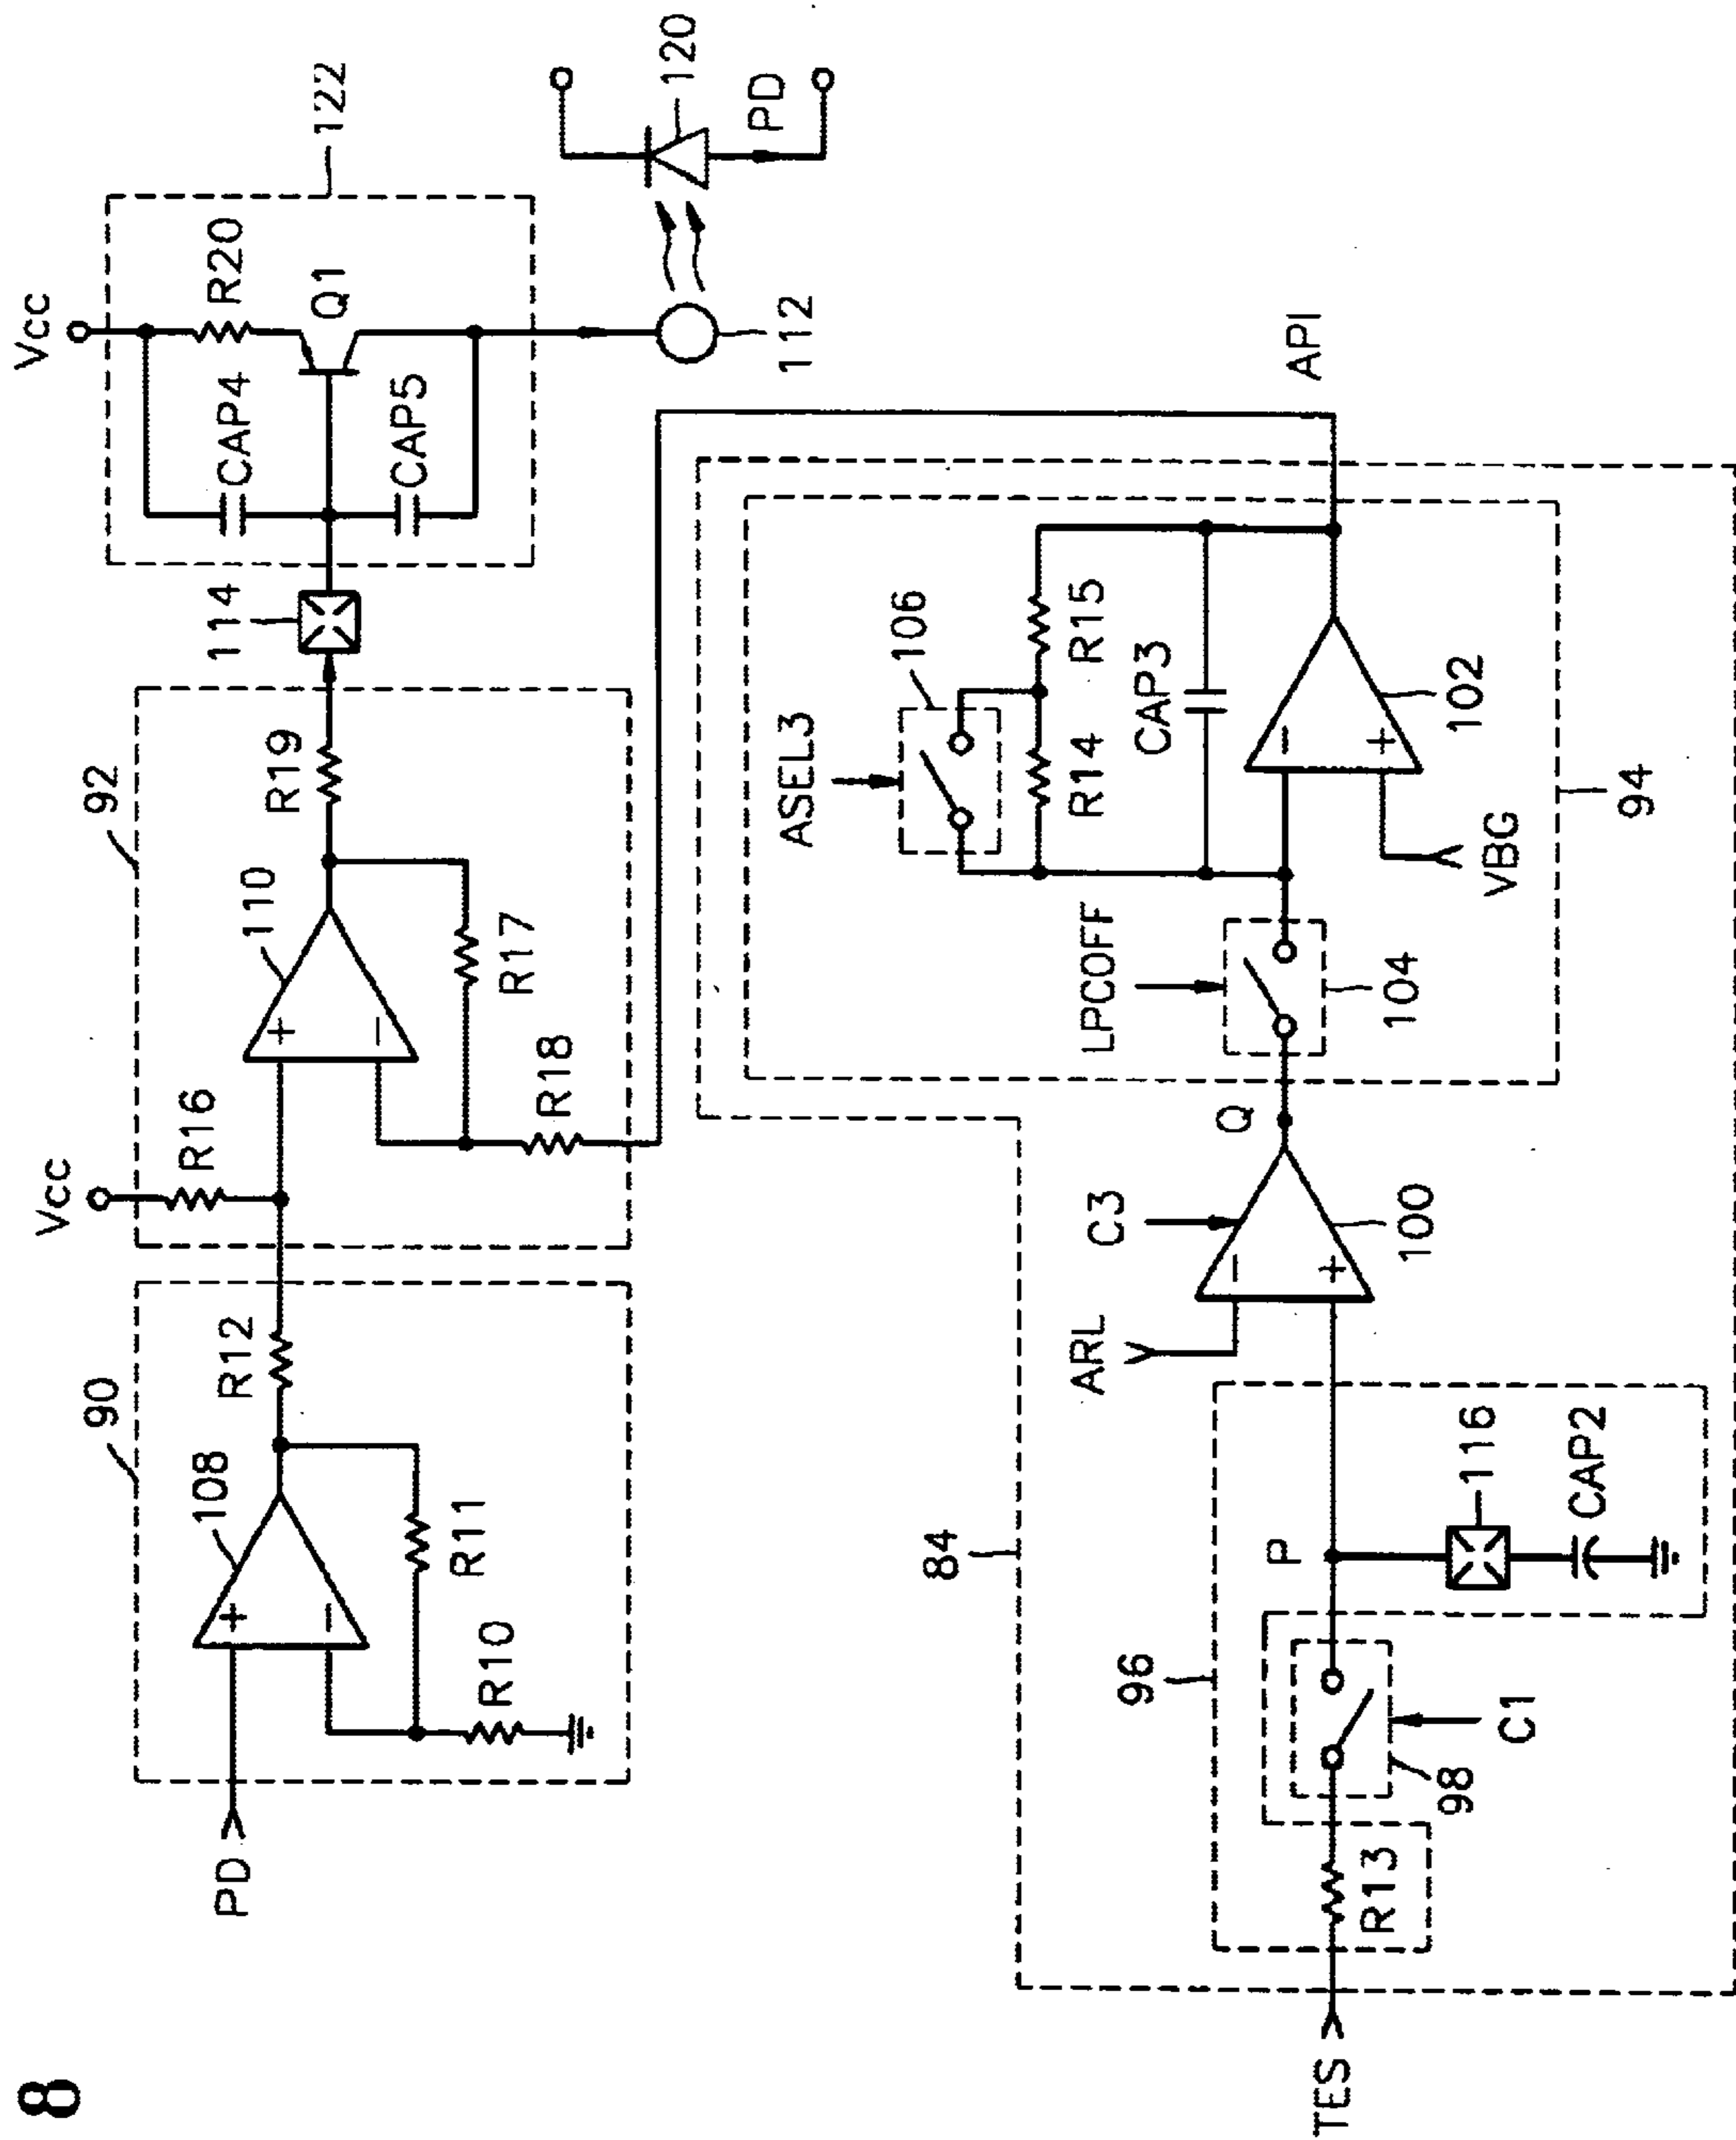 8
Vcc
122
R20
Q1
CAP4
CAP5
120
PD
112
114
92
R19
110
+
−
R17
R18
R16
Vcc
90
R12
108
+
−
R11
R10
PD
API
106
ASEL3
R15
R14
CAP3
−
+
102
94
VBG
LPCOFF
104
Q
C3
ARL
−
+
100
84
P
116
CAP2
96
98
C1
R13
TES